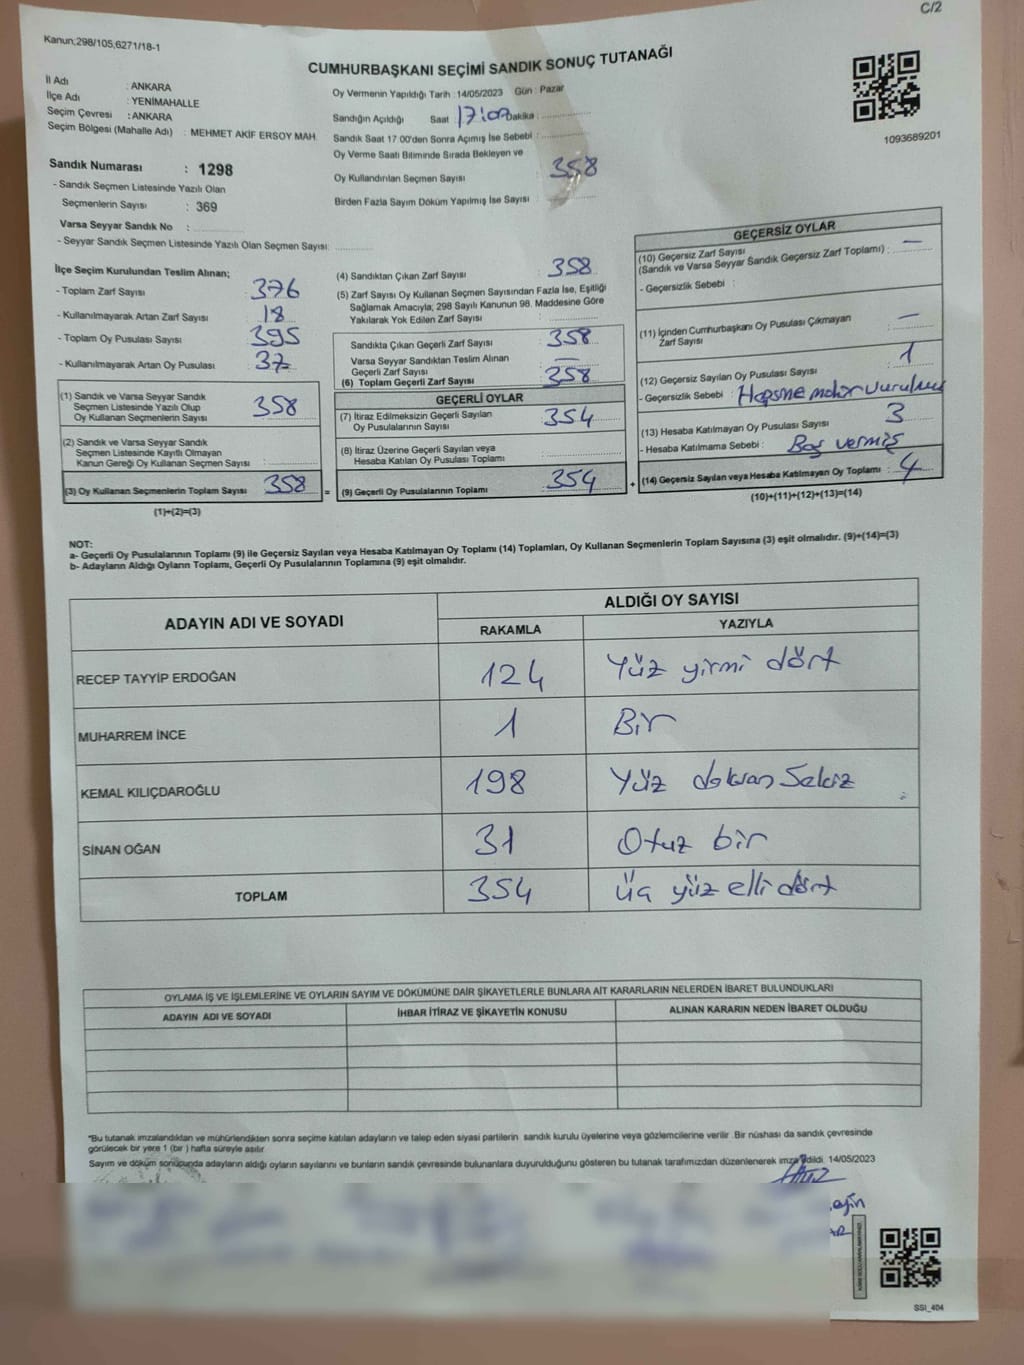 C/2
Kanun;298/105,6271/18-1
CUMHURBAŞKANI SEÇİMİ SANDIK SONUÇ TUTANAĞI
İl Adı : ANKARA
İlçe Adı : YENİMAHALLE
Seçim Çevresi : ANKARA
Seçim Bölgesi (Mahalle Adı) : MEHMET AKİF ERSOY MAH.
Sandık Numarası : 1298
- Sandık Seçmen Listesinde Yazılı Olan
Seçmenlerin Sayısı : 369
Varsa Seyyar Sandık No :
- Seyyar Sandık Seçmen Listesinde Yazılı Olan Seçmen Sayısı:
Oy Vermenin Yapıldığı Tarih :14/05/2023 Gün : Pazar
Sandığın Açıldığı Saat : 17:07 Dakika :
Sandık Saat 17.00'den Sonra Açımış İse Sebebi :
Oy Verme Saati Bitiminde Sırada Bekleyen ve
Oy Kullandırılan Seçmen Sayısı : 358
Birden Fazla Sayım Döküm Yapılmış İse Sayısı :
1093689201
İlçe Seçim Kurulundan Teslim Alınan;
- Toplam Zarf Sayısı : 376
- Kullanılmayarak Artan Zarf Sayısı : 18
- Toplam Oy Pusulası Sayısı : 395
- Kullanılmayarak Artan Oy Pusulası : 37
(1) Sandık ve Varsa Seyyar Sandık
Seçmen Listesinde Yazılı Olup
Oy Kullanan Seçmenlerin Sayısı : 358
(2) Sandık ve Varsa Seyyar Sandık
Seçmen Listesinde Kayıtlı Olmayan
Kanun Gereği Oy Kullanan Seçmen Sayısı :
(3) Oy Kullanan Seçmenlerin Toplam Sayısı : 358 =
(1)+(2)=(3)
(4) Sandıktan Çıkan Zarf Sayısı : 358
(5) Zarf Sayısı Oy Kullanan Seçmen Sayısından Fazla İse, Eşitliği
Sağlamak Amacıyla; 298 Sayılı Kanunun 98. Maddesine Göre
Yakılarak Yok Edilen Zarf Sayısı :
Sandıkta Çıkan Geçerli Zarf Sayısı : 358
Varsa Seyyar Sandıktan Teslim Alınan
Geçerli Zarf Sayısı : —
(6) Toplam Geçerli Zarf Sayısı : 358
GEÇERLİ OYLAR
(7) İtiraz Edilmeksizin Geçerli Sayılan
Oy Pusulalarının Sayısı : 354
(8) İtiraz Üzerine Geçerli Sayılan veya
Hesaba Katılan Oy Pusulası Toplamı :
(9) Geçerli Oy Pusulalarının Toplamı : 354 +
GEÇERSİZ OYLAR
(10) Geçersiz Zarf Sayısı
(Sandık ve Varsa Seyyar Sandık Geçersiz Zarf Toplamı) : —
- Geçersizlik Sebebi :
(11) İçinden Cumhurbaşkanı Oy Pusulası Çıkmayan
Zarf Sayısı : —
(12) Geçersiz Sayılan Oy Pusulası Sayısı : 1
- Geçersizlik Sebebi :
(13) Hesaba Katılmayan Oy Pusulası Sayısı : 3
- Hesaba Katılmama Sebebi : Boş vermiş
(14) Geçersiz Sayılan veya Hesaba Katılmayan Oy Toplamı : 4
(10)+(11)+(12)+(13)=(14)
NOT:
a- Geçerli Oy Pusulalarının Toplamı (9) ile Geçersiz Sayılan veya Hesaba Katılmayan Oy Toplamı (14) Toplamları, Oy Kullanan Seçmenlerin Toplam Sayısına (3) eşit olmalıdır. (9)+(14)=(3)
b- Adayların Aldığı Oyların Toplamı, Geçerli Oy Pusulalarının Toplamına (9) eşit olmalıdır.
ADAYIN ADI VE SOYADI
ALDIĞI OY SAYISI
RAKAMLA YAZIYLA
RECEP TAYYİP ERDOĞAN 124 Yüz yirmi dört
MUHARREM İNCE 1 Bir
KEMAL KILIÇDAROĞLU 198 Yüz doksan Sekiz
SİNAN OĞAN 31 Otuz bir
TOPLAM 354 Üç yüz elli dört
OYLAMA İŞ VE İŞLEMLERİNE VE OYLARIN SAYIM VE DÖKÜMÜNE DAİR ŞİKAYETLERLE BUNLARA AİT KARARLARIN NELERDEN İBARET BULUNDUKLARI
ADAYIN ADI VE SOYADI İHBAR İTİRAZ VE ŞİKAYETİN KONUSU ALINAN KARARIN NEDEN İBARET OLDUĞU
*Bu tutanak imzalandıktan ve mühürlendikten sonra seçime katılan adayların ve talep eden siyasi partilerin sandık kurulu üyelerine veya gözlemcilerine verilir .Bir nüshası da sandık çevresinde
görülecek bir yere 1 (bir ) hafta süreyle asılır
Sayım ve döküm sonucunda adayların aldığı oyların sayılarını ve bunların sandık çevresinde bulunanlara duyurulduğunu gösteren bu tutanak tarafımızdan düzenlenerek imza edildi. 14/05/2023
SSI_404